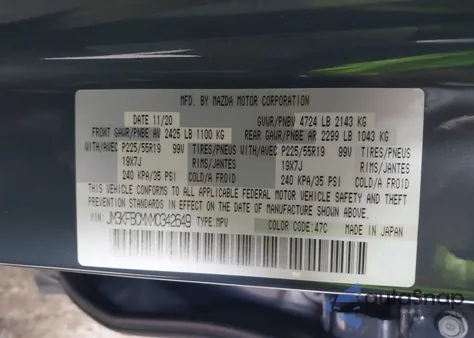 MFD. BY MAZDA MOTOR CORPORATION
DATE 11/20 GVWR/PNBV 4724 LB 2143 KG
FRONT GAWR/PNBE AV 2425 LB 1100 KG REAR GAWR/PNBE AR 2299 LB 1043 KG
WITH/AVEC P225/55R19 99V TIRES/PNEUS WITH/AVEC P225/55R19 99V TIRES/PNEUS
19X7J RIMS/JANTES 19X7J RIMS/JANTES
240 KPA/35 PSI COLD/A FROID 240 KPA/35 PSI COLD/A FROID
THIS VEHICLE CONFORMS TO ALL APPLICABLE FEDERAL MOTOR VEHICLE SAFETY AND THEFT
PREVENTION STANDARDS IN EFFECT ON THE DATE OF MANUFACTURE SHOWN ABOVE.
VIN: TYPE: MPV COLOR CODE: 47C MADE IN JAPAN
autoSnap